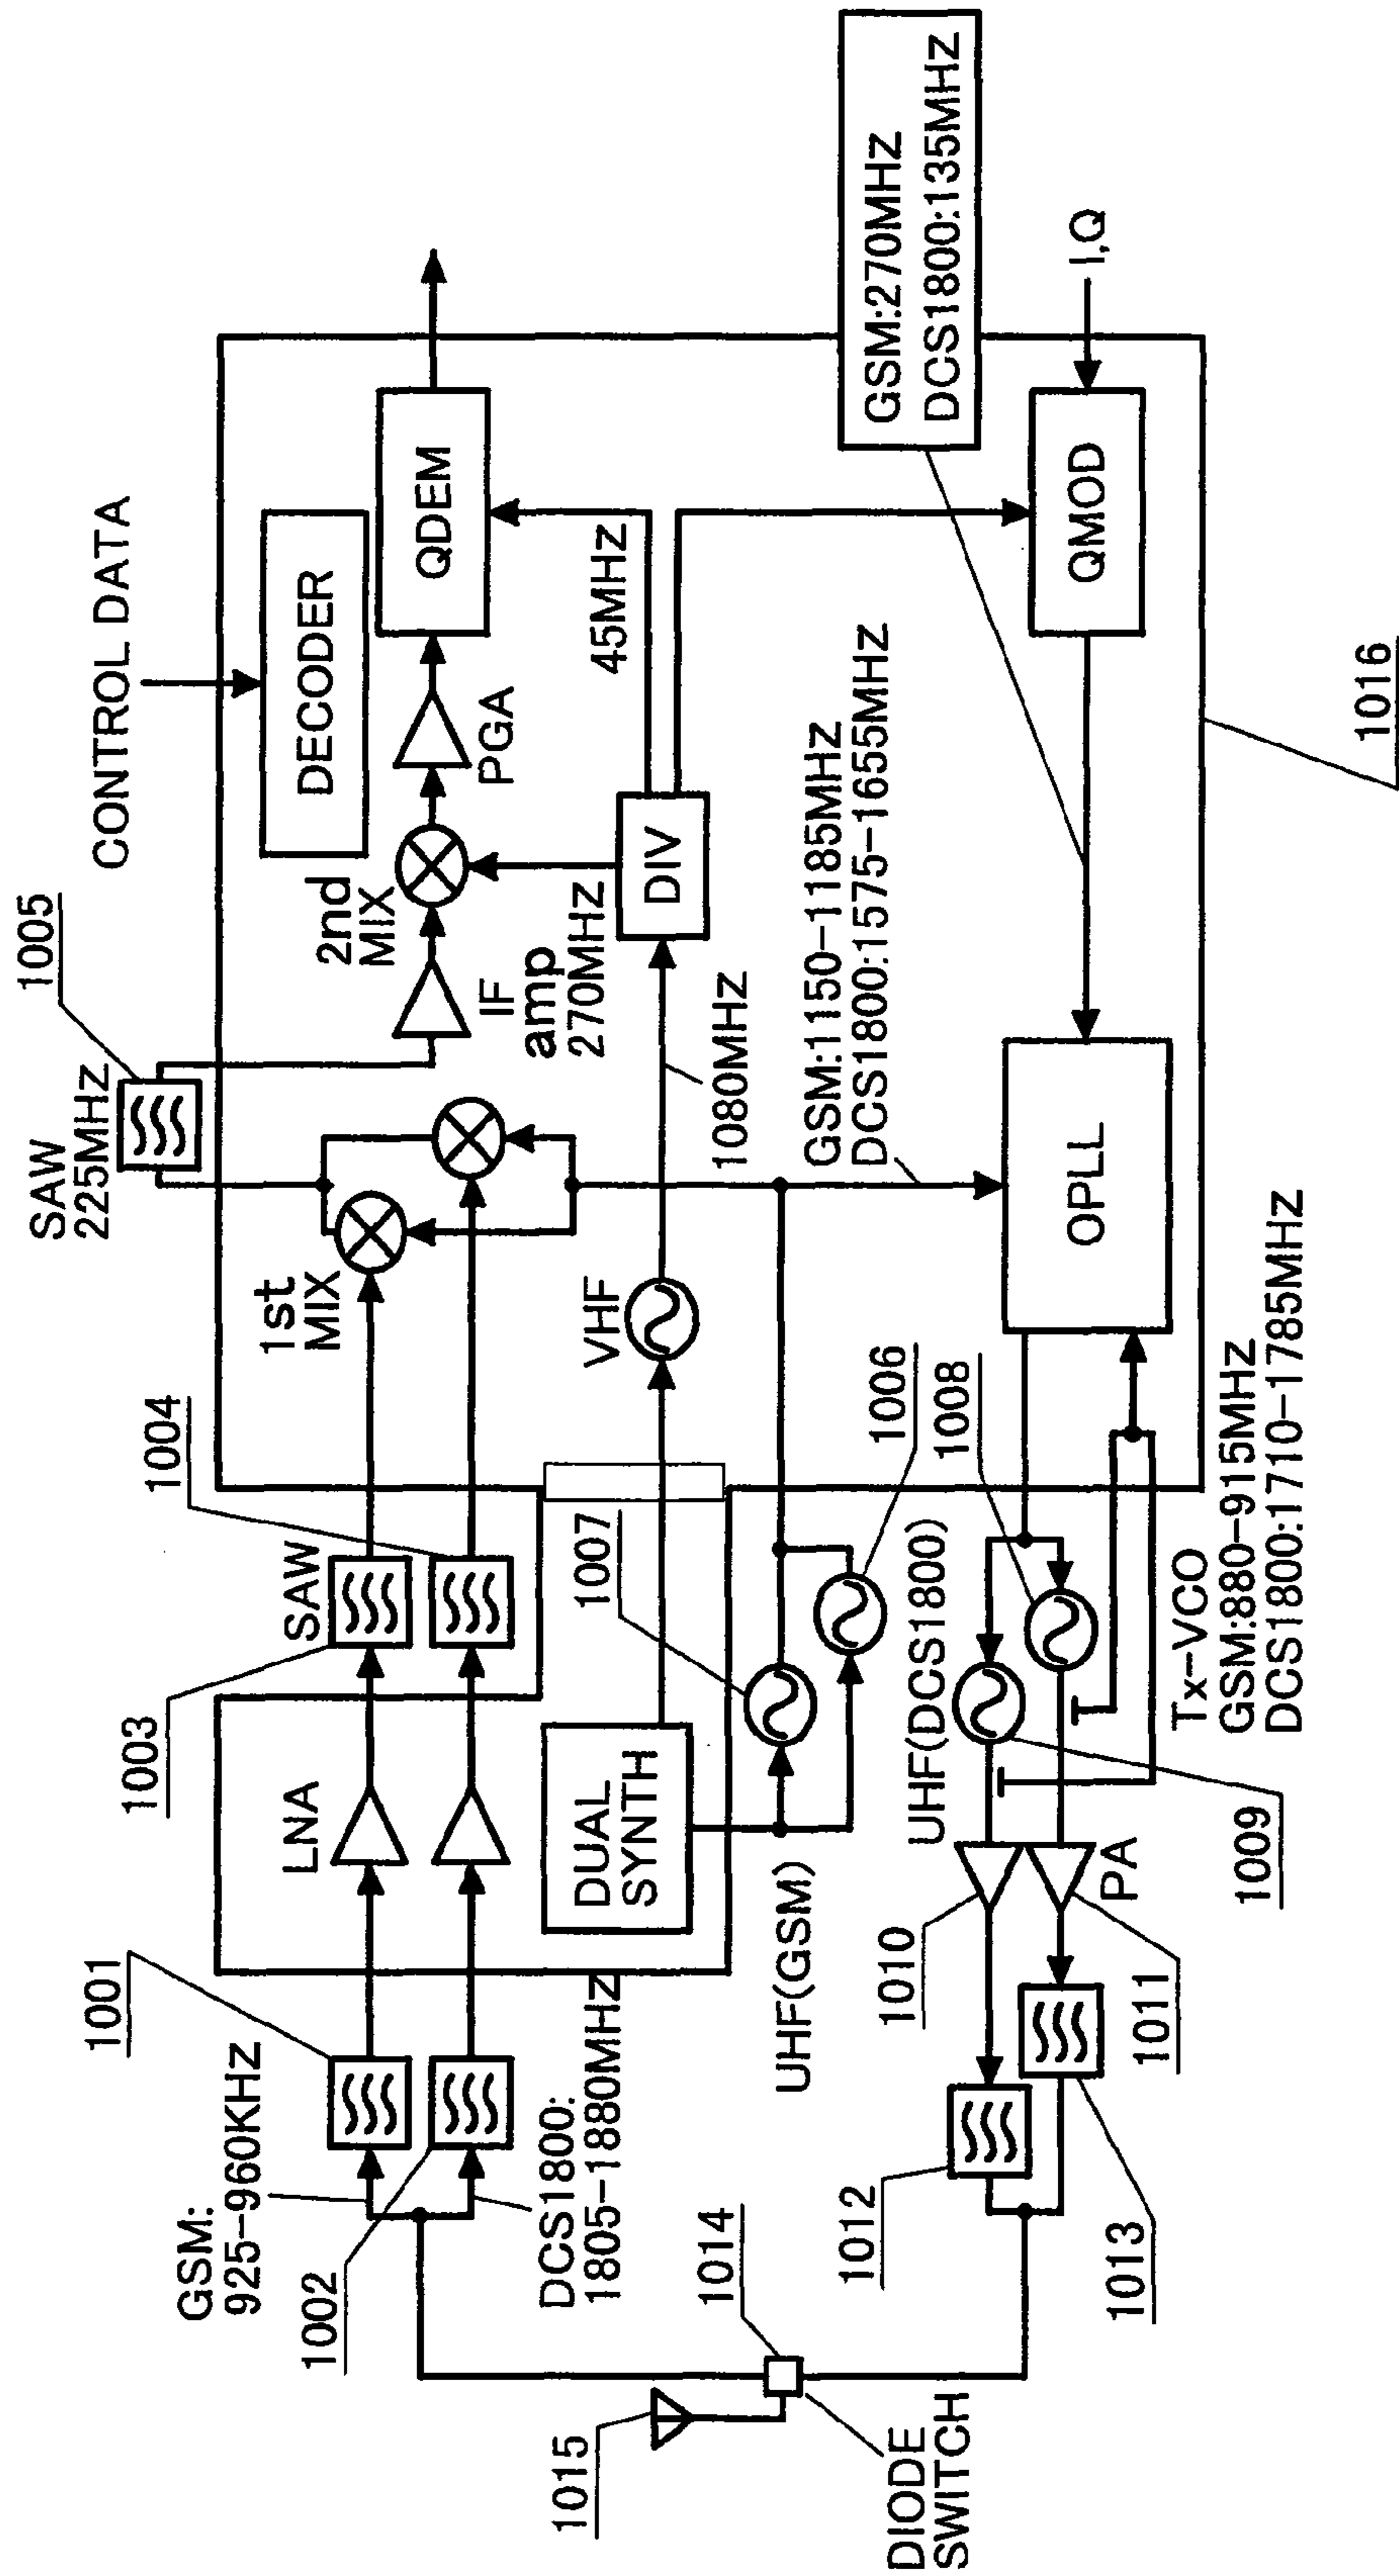 CONTROL DATA
SAW
225MHz
1005
DECODER
1st
MIX
2nd
MIX
IF
amp
270MHz
PGA
QDEM
45MHz
DIV
VHF
1080MHz
GSM:1150-1185MHz
DCS1800:1575-1655MHz
GSM:270MHz
DCS1800:135MHz
I,Q
QMOD
OPLL
1016
GSM:
925-960KHz
1001
1002
DCS1800:
1805-1880MHz
LNA
1003
SAW
1004
DUAL
SYNTH
UHF(GSM)
1007
1006
UHF(DCS1800)
1008
1009
Tx-VCO
GSM:880-915MHz
DCS1800:1710-1785MHz
1010
PA
1011
1012
1013
1014
1015
DIODE
SWITCH